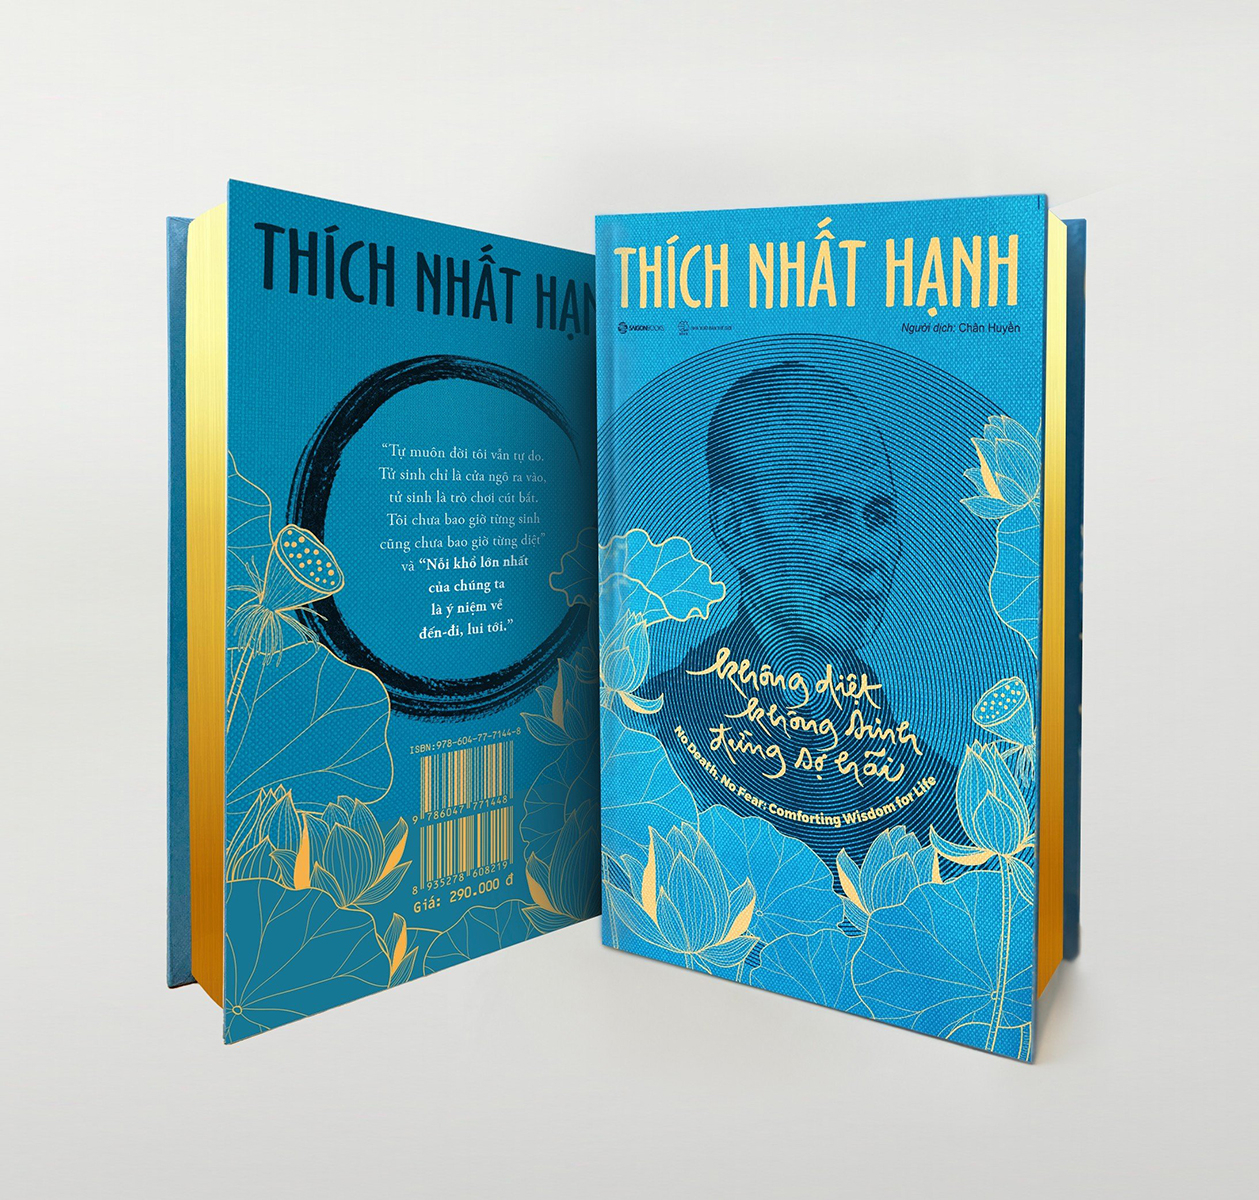 THÍCH NHẤT HẠN
“Tự muôn đời tôi vẫn tự do.
Tử sinh chỉ là cửa ngõ ra vào,
tử sinh là trò chơi cút bắt.
Tôi chưa bao giờ từng sinh
cũng chưa bao giờ từng diệt”
và “Nỗi khổ lớn nhất
của chúng ta
là ý niệm về
đến-đi, lui tới.”
ISBN:978-604-77-7144-8
9 786047 771448
8 935278 608219
Giá: 290.000 đ
THÍCH NHẤT HẠNH
SAIGONBOOKS
Người dịch: Chân Huyền
không diệt
không sinh
đừng sợ hãi
No Death, No Fear: Comforting Wisdom for Life